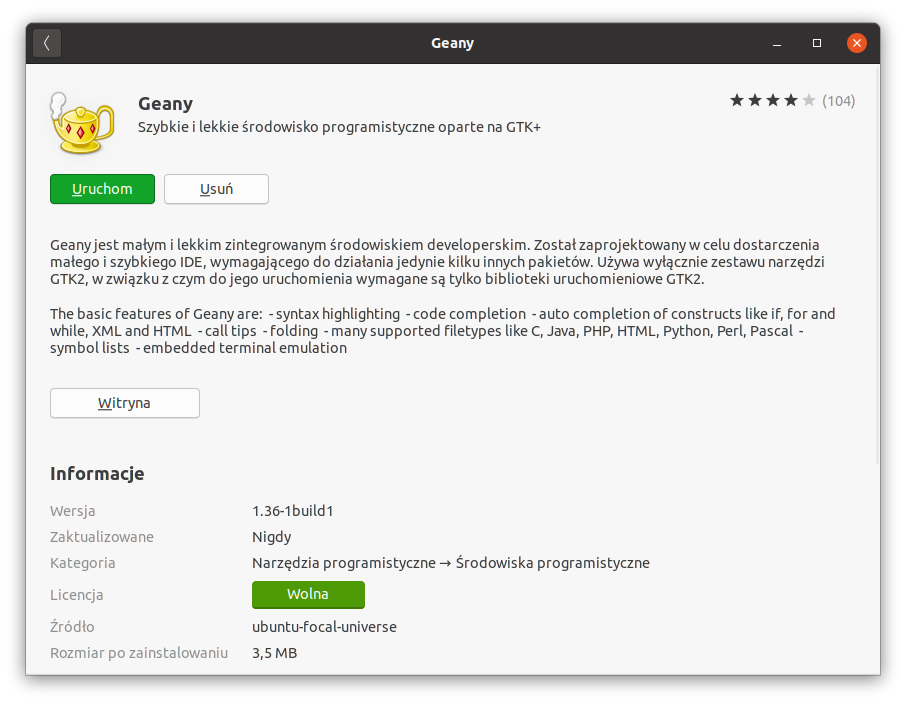 Geany
Geany
★★★★★ (104)
Szybkie i lekkie środowisko programistyczne oparte na GTK+
Uruchom
Usuń
Geany jest małym i lekkim zintegrowanym środowiskiem developerskim. Został zaprojektowany w celu dostarczenia
małego i szybkiego IDE, wymagającego do działania jedynie kilku innych pakietów. Używa wyłącznie zestawu narzędzi
GTK2, w związku z czym do jego uruchomienia wymagane są tylko biblioteki uruchomieniowe GTK2.
The basic features of Geany are:  - syntax highlighting  - code completion  - auto completion of constructs like if, for and
while, XML and HTML  - call tips  - folding  - many supported filetypes like C, Java, PHP, HTML, Python, Perl, Pascal  -
symbol lists  - embedded terminal emulation
Witryna
Informacje
Wersja 1.36-1build1
Zaktualizowane Nigdy
Kategoria Narzędzia programistyczne → Środowiska programistyczne
Licencja Wolna
Źródło ubuntu-focal-universe
Rozmiar po zainstalowaniu 3,5 MB